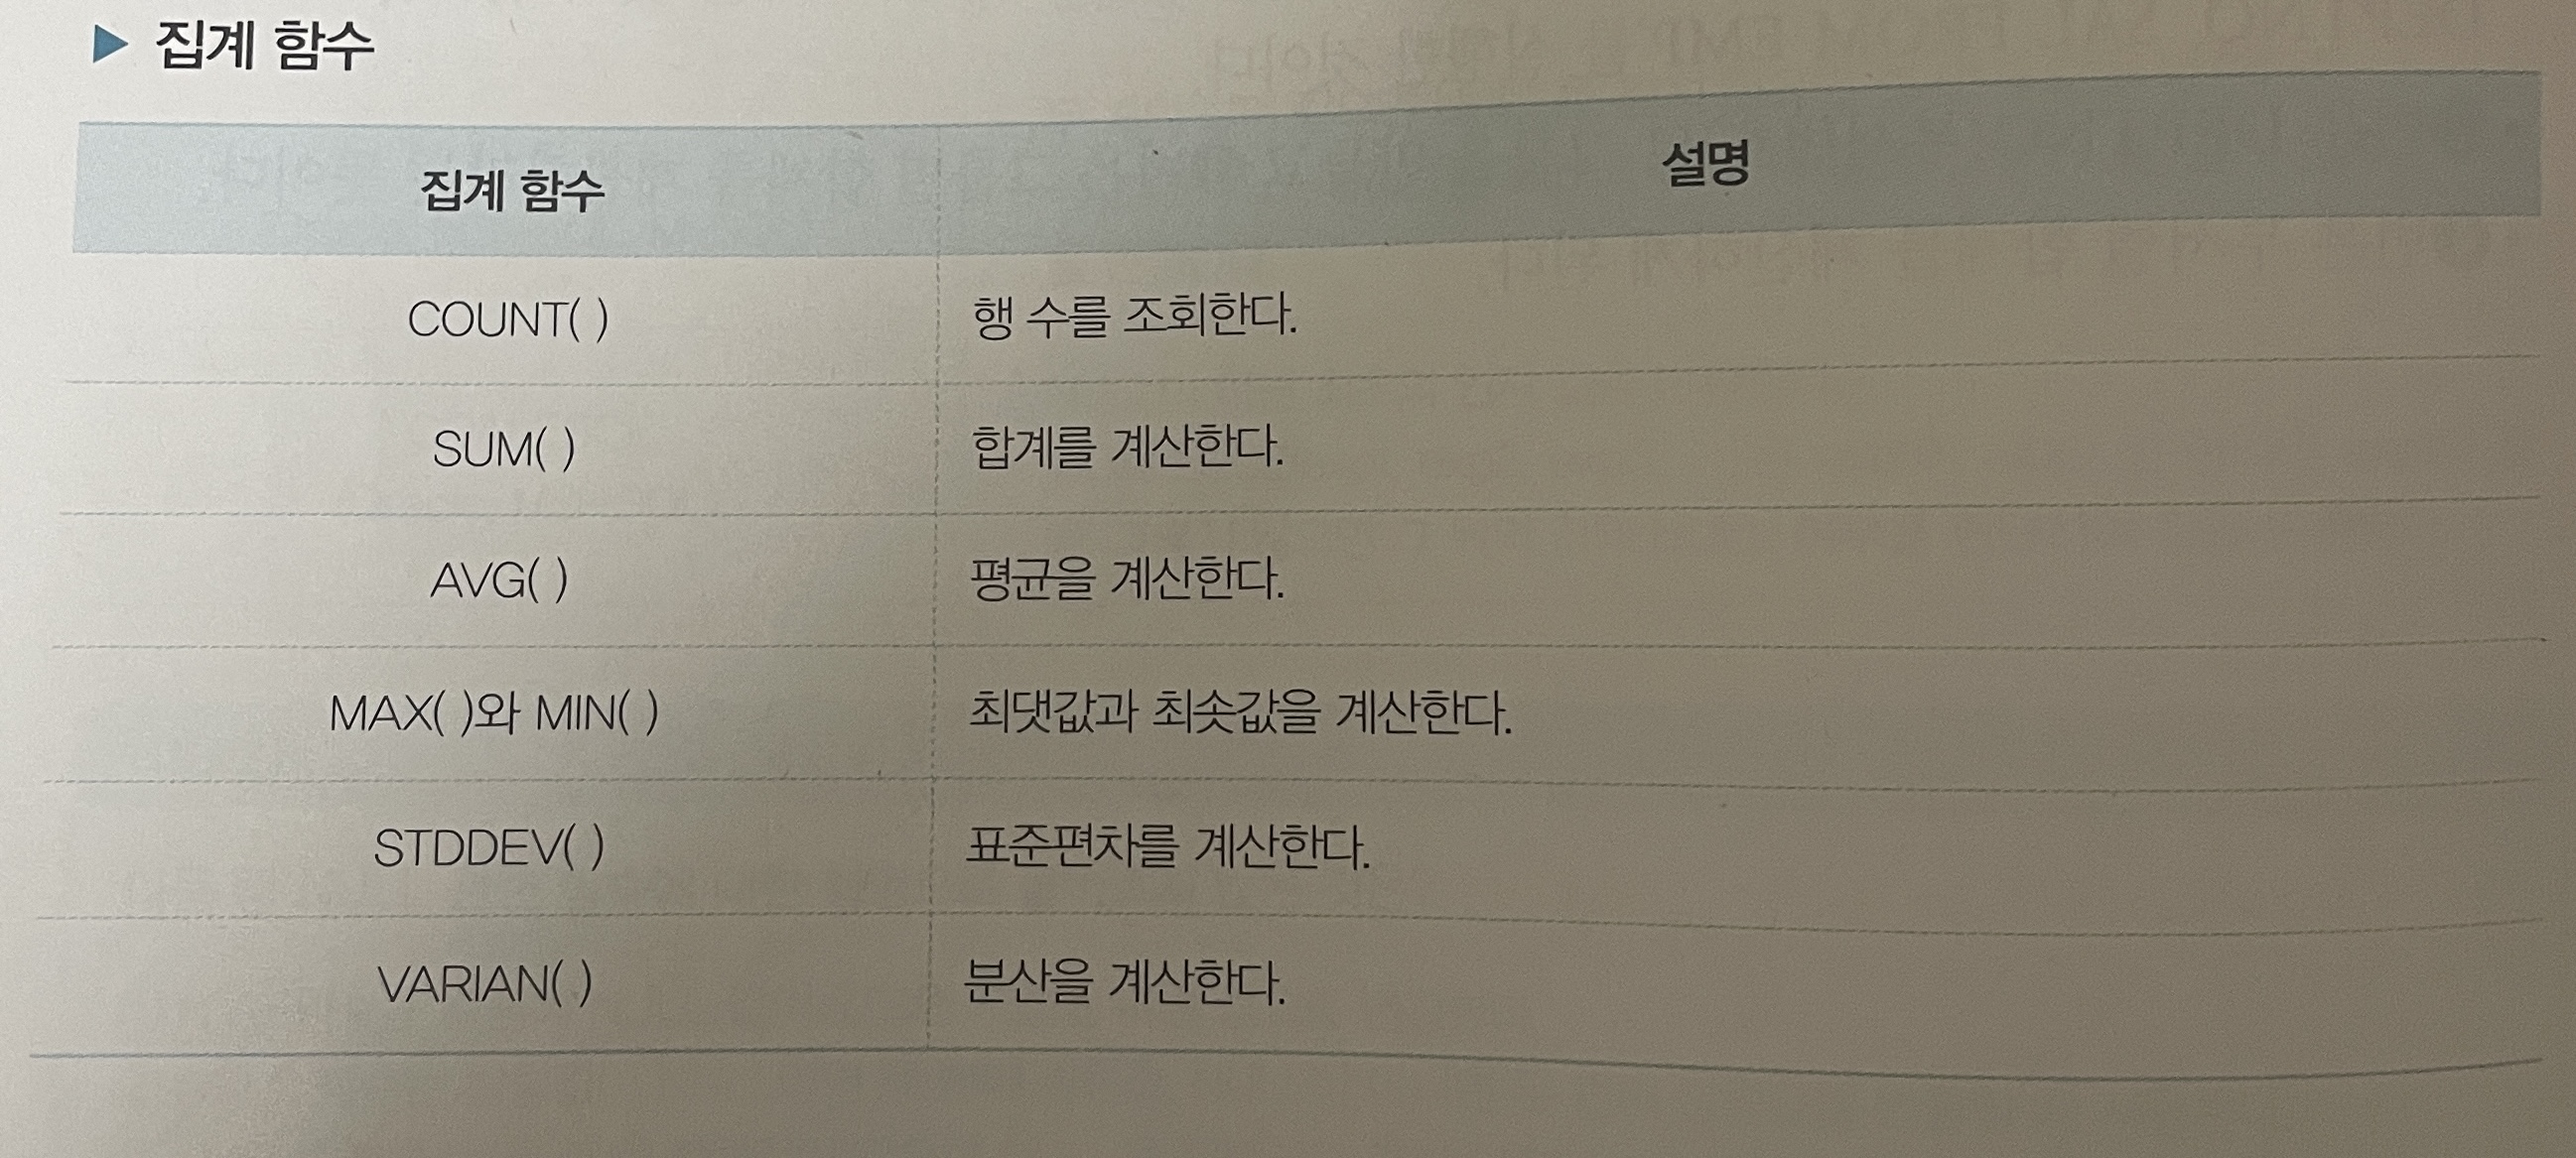 ▶ 집계 함수
집계 함수 설명
COUNT( ) 행 수를 조회한다.
SUM( ) 합계를 계산한다.
AVG( ) 평균을 계산한다.
MAX( )와 MIN( ) 최댓값과 최솟값을 계산한다.
STDDEV( ) 표준편차를 계산한다.
VARIAN( ) 분산을 계산한다.